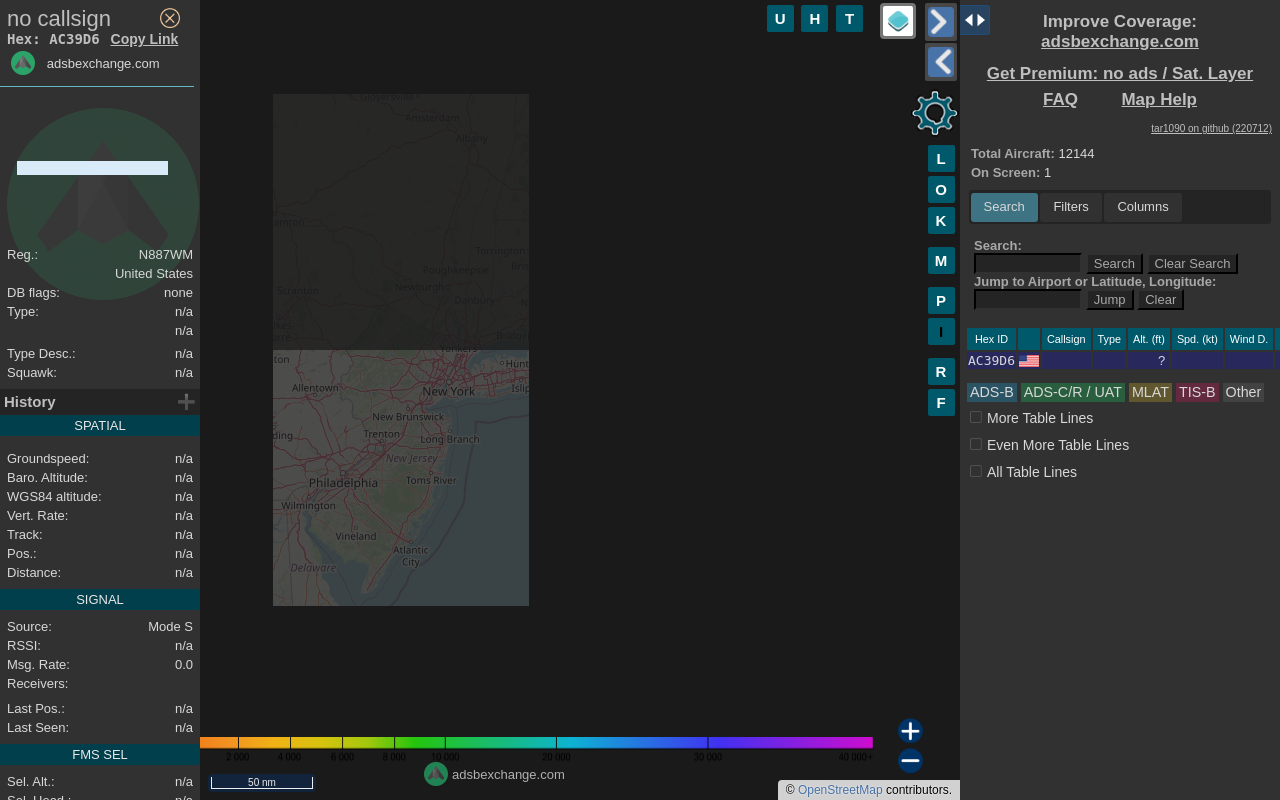 no callsign
Hex: AC39D6 Copy Link
adsbexchange.com
Reg.: N887WM
United States
DB flags: none
Type: n/a
n/a
Type Desc.: n/a
Squawk: n/a
History
SPATIAL
Groundspeed: n/a
Baro. Altitude: n/a
WGS84 altitude: n/a
Vert. Rate: n/a
Track: n/a
Pos.: n/a
Distance: n/a
SIGNAL
Source: Mode S
RSSI: n/a
Msg. Rate: 0.0
Receivers:
Last Pos.: n/a
Last Seen: n/a
FMS SEL
Sel. Alt.: n/a
Sel. Head.: n/a
U H T
L
O
K
M
P
I
R
F
Amsterdam
Albany
Torrington
Poughkeepsie
Newburgh
Scranton
Danbury
Yonkers
Allentown
New York
New Brunswick
Trenton
Long Branch
New Jersey
Philadelphia
Toms River
Wilmington
Vineland
Atlantic
City
Delaware
2 000 4 000 6 000 8 000 10 000 20 000 30 000 40 000+
adsbexchange.com
50 nm
© OpenStreetMap contributors.
Improve Coverage:
adsbexchange.com
Get Premium: no ads / Sat. Layer
FAQ Map Help
tar1090 on github (220712)
Total Aircraft: 12144
On Screen: 1
Search Filters Columns
Search:
Search Clear Search
Jump to Airport or Latitude, Longitude:
Jump Clear
Hex ID Callsign Type Alt. (ft) Spd. (kt) Wind D.
AC39D6 ?
ADS-B ADS-C/R / UAT MLAT TIS-B Other
More Table Lines
Even More Table Lines
All Table Lines